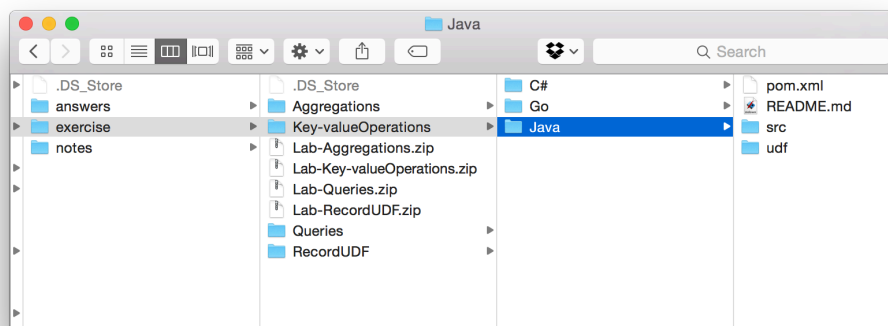 Java
Search
.DS_Store
answers
exercise
notes
.DS_Store
Aggregations
Key-valueOperations
Lab-Aggregations.zip
Lab-Key-valueOperations.zip
Lab-Queries.zip
Lab-RecordUDF.zip
Queries
RecordUDF
C#
Go
Java
pom.xml
README.md
src
udf